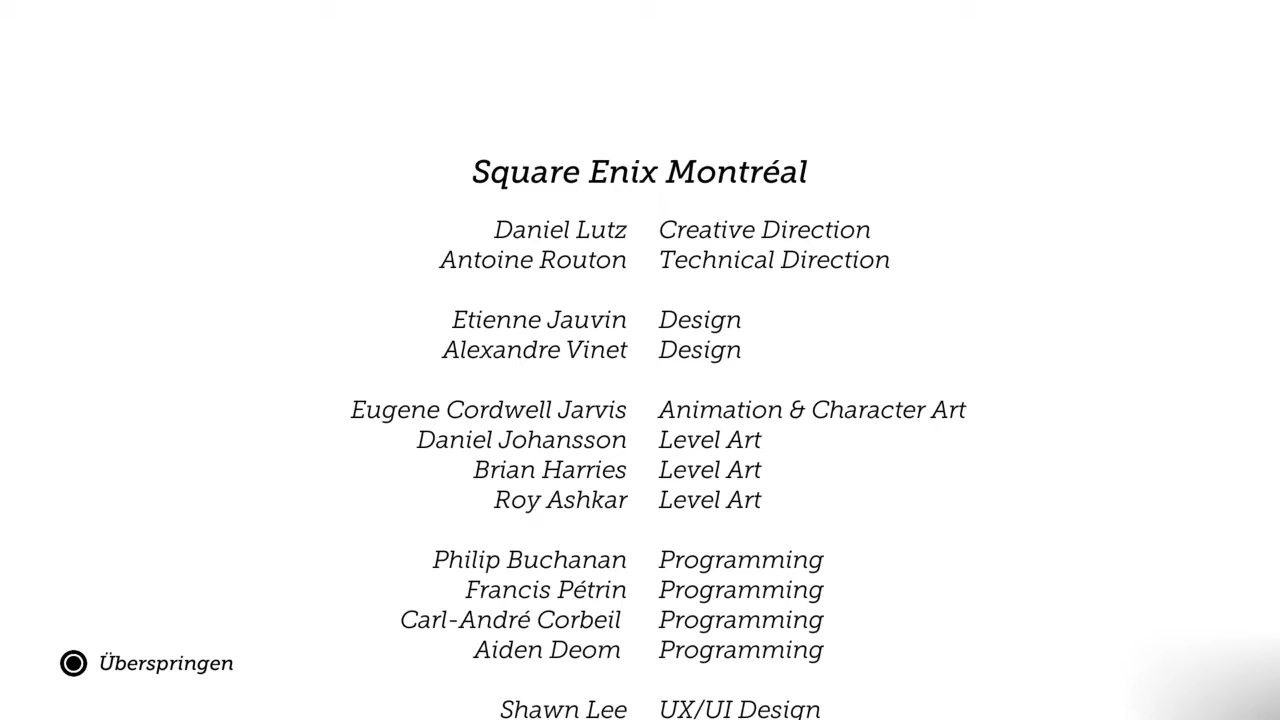 Square Enix Montréal
Daniel Lutz Creative Direction
Antoine Routon Technical Direction
Etienne Jauvin Design
Alexandre Vinet Design
Eugene Cordwell Jarvis Animation & Character Art
Daniel Johansson Level Art
Brian Harries Level Art
Roy Ashkar Level Art
Philip Buchanan Programming
Francis Pétrin Programming
Carl-André Corbeil Programming
Aiden Deom Programming
Überspringen
Shawn Lee UX/UI Design